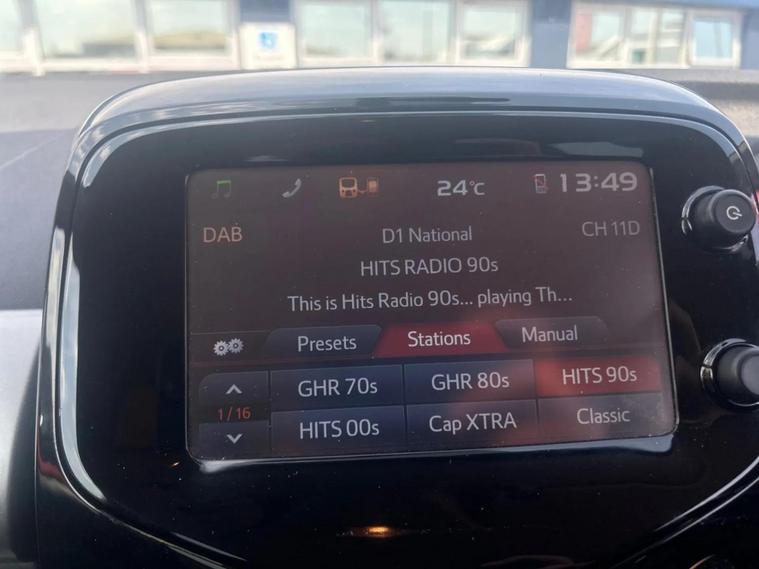 24°C 13:49
DAB D1 National CH 11D
HITS RADIO 90s
This is Hits Radio 90s... playing Th...
Presets Stations Manual
GHR 70s GHR 80s HITS 90s
1/16
HITS 00s Cap XTRA Classic